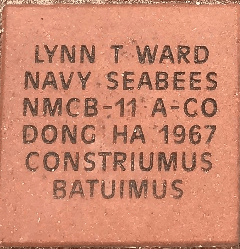 LYNN T WARD
NAVY SEABEES
NMCB-11 A-CO
DONG HA 1967
CONSTRIUMUS
BATUIMUS